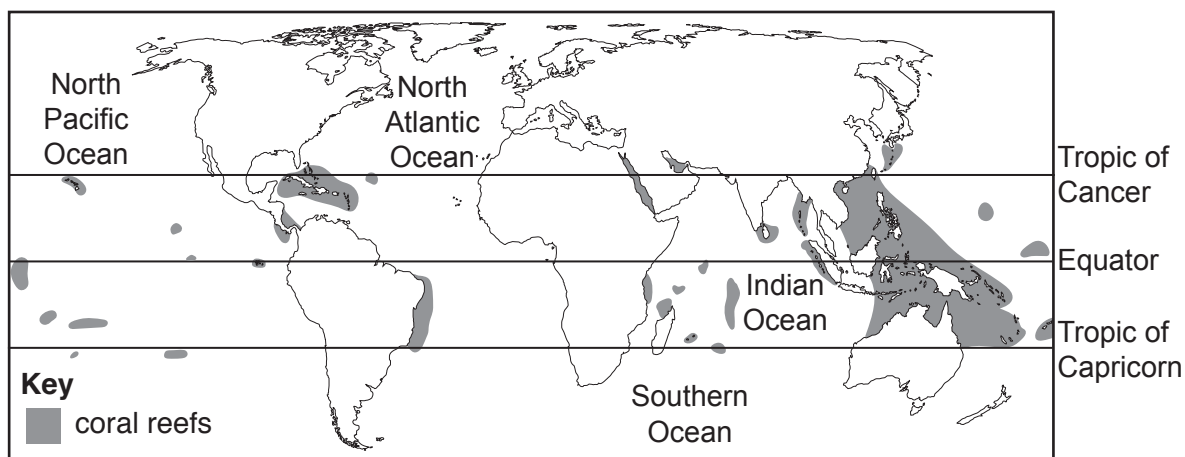 North
Pacific
Ocean
North
Atlantic
Ocean
Tropic of
Cancer
Equator
Indian
Ocean
Tropic of
Capricorn
Key
coral reefs
Southern
Ocean